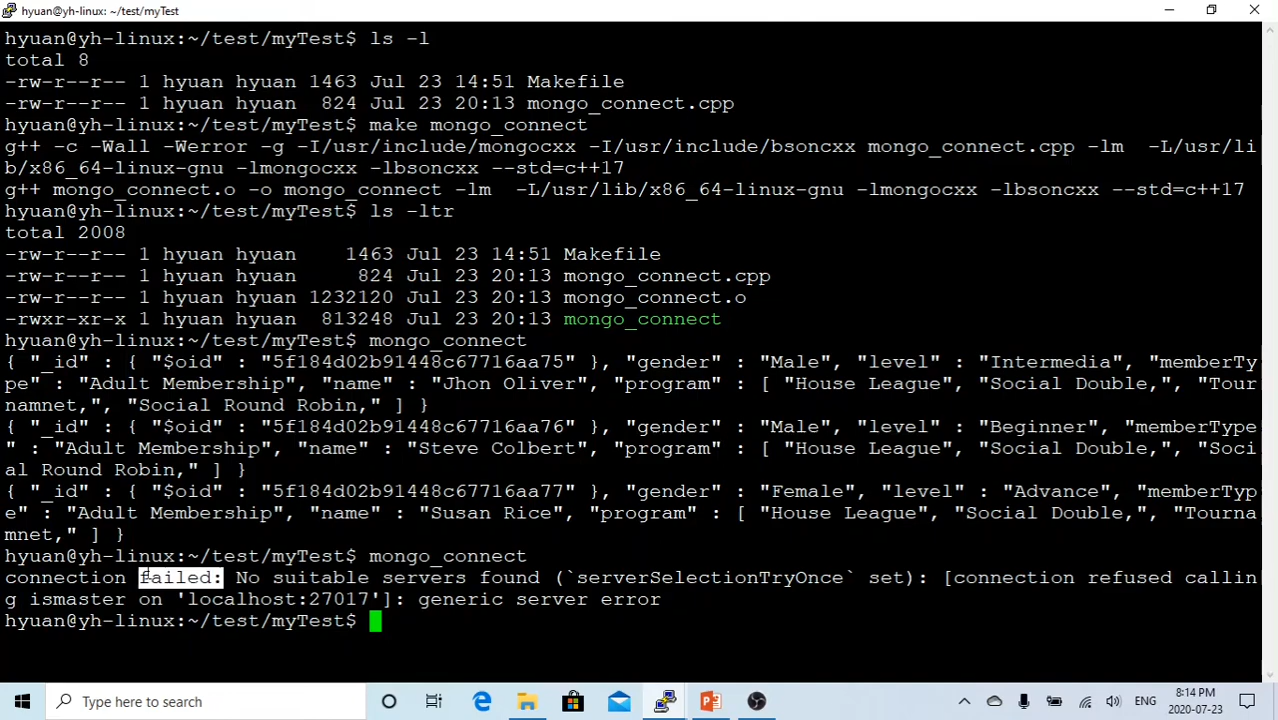 hyuan@yh-linux: ~/test/myTest
hyuan@yh-linux:~/test/myTest$ ls -l
total 8
-rw-r--r-- 1 hyuan hyuan 1463 Jul 23 14:51 Makefile
-rw-r--r-- 1 hyuan hyuan  824 Jul 23 20:13 mongo_connect.cpp
hyuan@yh-linux:~/test/myTest$ make mongo_connect
g++ -c -Wall -Werror -g -I/usr/include/mongocxx -I/usr/include/bsoncxx mongo_connect.cpp -lm  -L/usr/li
b/x86_64-linux-gnu -lmongocxx -lbsoncxx --std=c++17
g++ mongo_connect.o -o mongo_connect -lm  -L/usr/lib/x86_64-linux-gnu -lmongocxx -lbsoncxx --std=c++17
hyuan@yh-linux:~/test/myTest$ ls -ltr
total 2008
-rw-r--r-- 1 hyuan hyuan    1463 Jul 23 14:51 Makefile
-rw-r--r-- 1 hyuan hyuan     824 Jul 23 20:13 mongo_connect.cpp
-rw-r--r-- 1 hyuan hyuan 1232120 Jul 23 20:13 mongo_connect.o
-rwxr-xr-x 1 hyuan hyuan  813248 Jul 23 20:13 mongo_connect
hyuan@yh-linux:~/test/myTest$ mongo_connect
{ "_id" : { "$oid" : "5f184d02b91448c67716aa75" }, "gender" : "Male", "level" : "Intermedia", "memberTy
pe" : "Adult Membership", "name" : "Jhon Oliver", "program" : [ "House League", "Social Double,", "Tour
namnet,", "Social Round Robin," ] }
{ "_id" : { "$oid" : "5f184d02b91448c67716aa76" }, "gender" : "Male", "level" : "Beginner", "memberType
" : "Adult Membership", "name" : "Steve Colbert", "program" : [ "House League", "Social Double,", "Soci
al Round Robin," ] }
{ "_id" : { "$oid" : "5f184d02b91448c67716aa77" }, "gender" : "Female", "level" : "Advance", "memberTyp
e" : "Adult Membership", "name" : "Susan Rice", "program" : [ "House League", "Social Double,", "Tourna
mnet," ] }
hyuan@yh-linux:~/test/myTest$ mongo_connect
connection failed: No suitable servers found (`serverSelectionTryOnce` set): [connection refused callin
g ismaster on 'localhost:27017']: generic server error
hyuan@yh-linux:~/test/myTest$
Type here to search
ENG
8:14 PM
2020-07-23